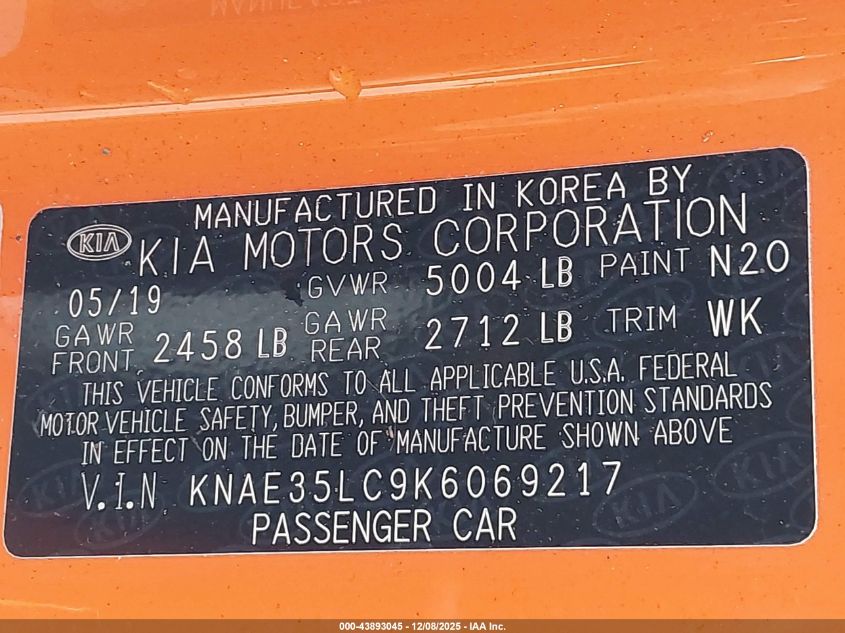 MANUFACTURED IN KOREA BY
KIA KIA MOTORS CORPORATION
05/19 GVWR 5004 LB PAINT N20
GAWR FRONT 2458 LB GAWR REAR 2712 LB TRIM WK
THIS VEHICLE CONFORMS TO ALL APPLICABLE U.S.A. FEDERAL
MOTOR VEHICLE SAFETY, BUMPER, AND THEFT PREVENTION STANDARDS
IN EFFECT ON THE DATE OF MANUFACTURE SHOWN ABOVE
V.I.N KNAE35LC9K6069217
PASSENGER CAR
000-43893045 - 12/08/2025 - IAA Inc.